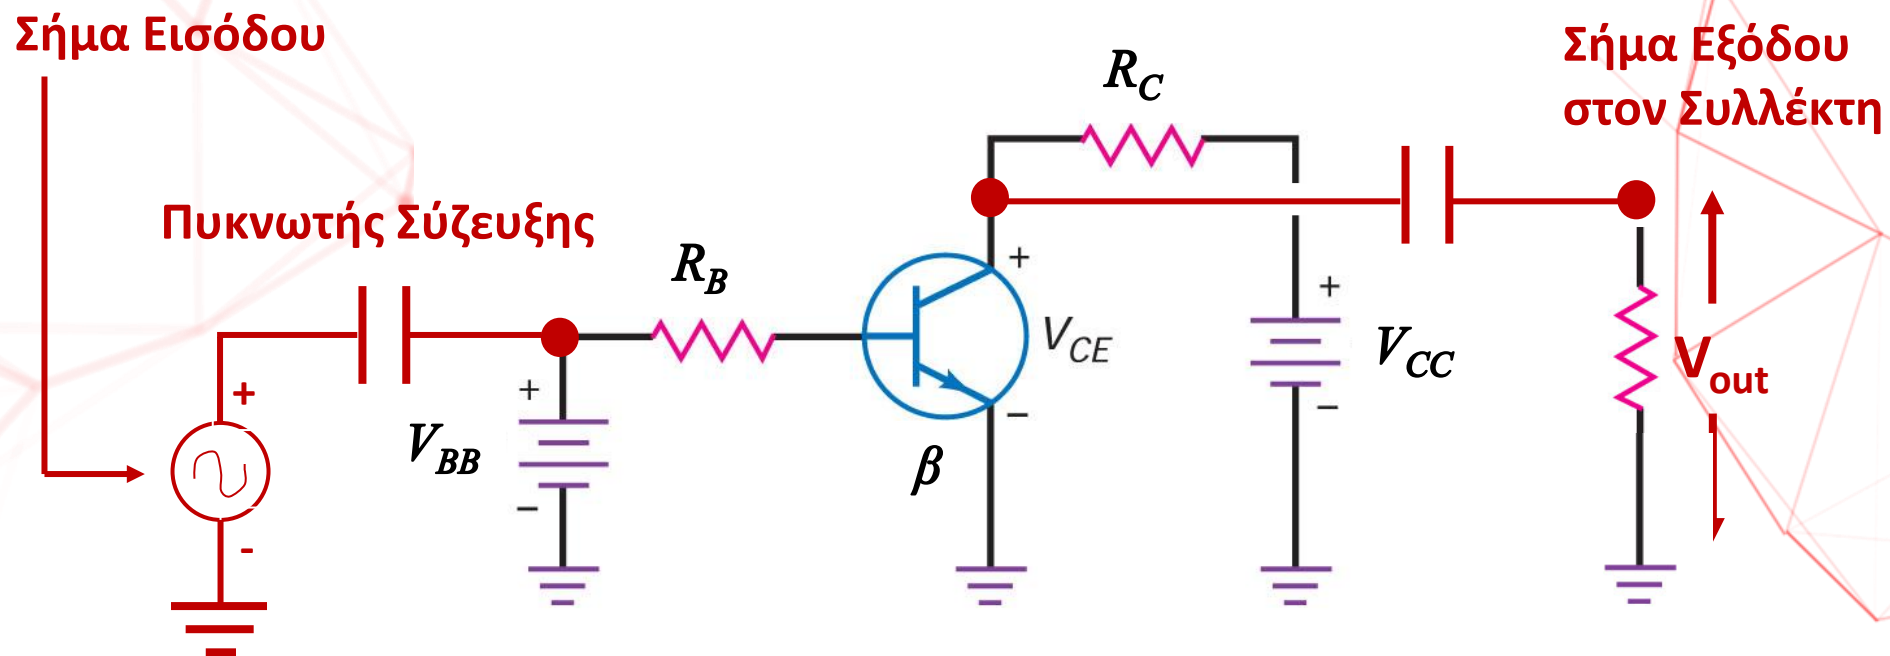 Σήμα Εισόδου
Σήμα Εξόδου
στον Συλλέκτη
R_C
Πυκνωτής Σύζευξης
R_B
+
V_CE
−
+
V_CC
−
+
V_BB
−
+
-
β
V_out